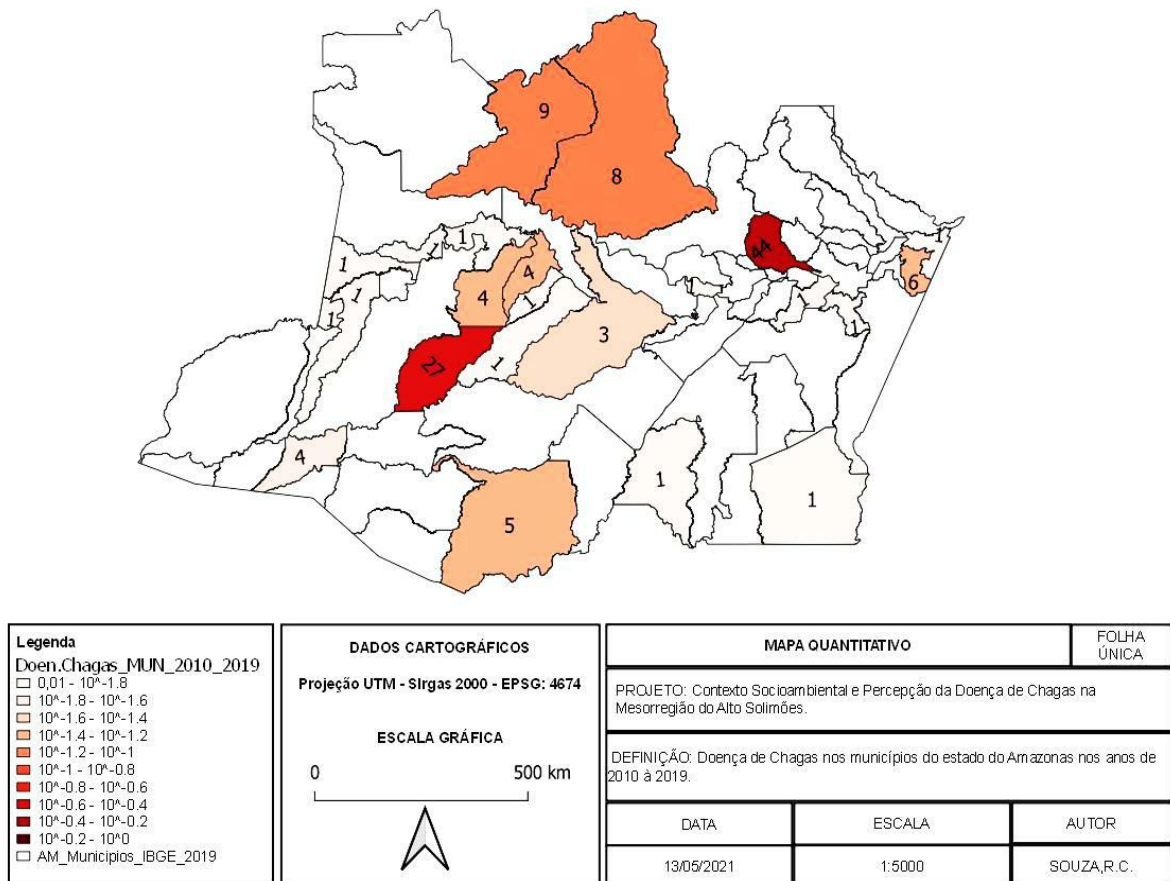 9
8
44
1
6
1
1
1
4
4
1
1
1
1
1
1
3
27
1
4
5
1
1
Legenda
Doen.Chagas_MUN_2010_2019
0,01 - 10^-1.8
10^-1.8 - 10^-1.6
10^-1.6 - 10^-1.4
10^-1.4 - 10^-1.2
10^-1.2 - 10^-1
10^-1 - 10^-0.8
10^-0.8 - 10^-0.6
10^-0.6 - 10^-0.4
10^-0.4 - 10^-0.2
10^-0.2 - 10^0
AM_Municipios_IBGE_2019
DADOS CARTOGRÁFICOS
Projeção UTM - Sirgas 2000 - EPSG: 4674
ESCALA GRÁFICA
0 500 km
MAPA QUANTITATIVO
FOLHA
ÚNICA
PROJETO: Contexto Socioambiental e Percepção da Doença de Chagas na
Mesorregião do Alto Solimões.
DEFINIÇÃO: Doença de Chagas nos municípios do estado do Amazonas nos anos de
2010 à 2019.
DATA ESCALA AUTOR
13/05/2021 1:5000 SOUZA,R.C.